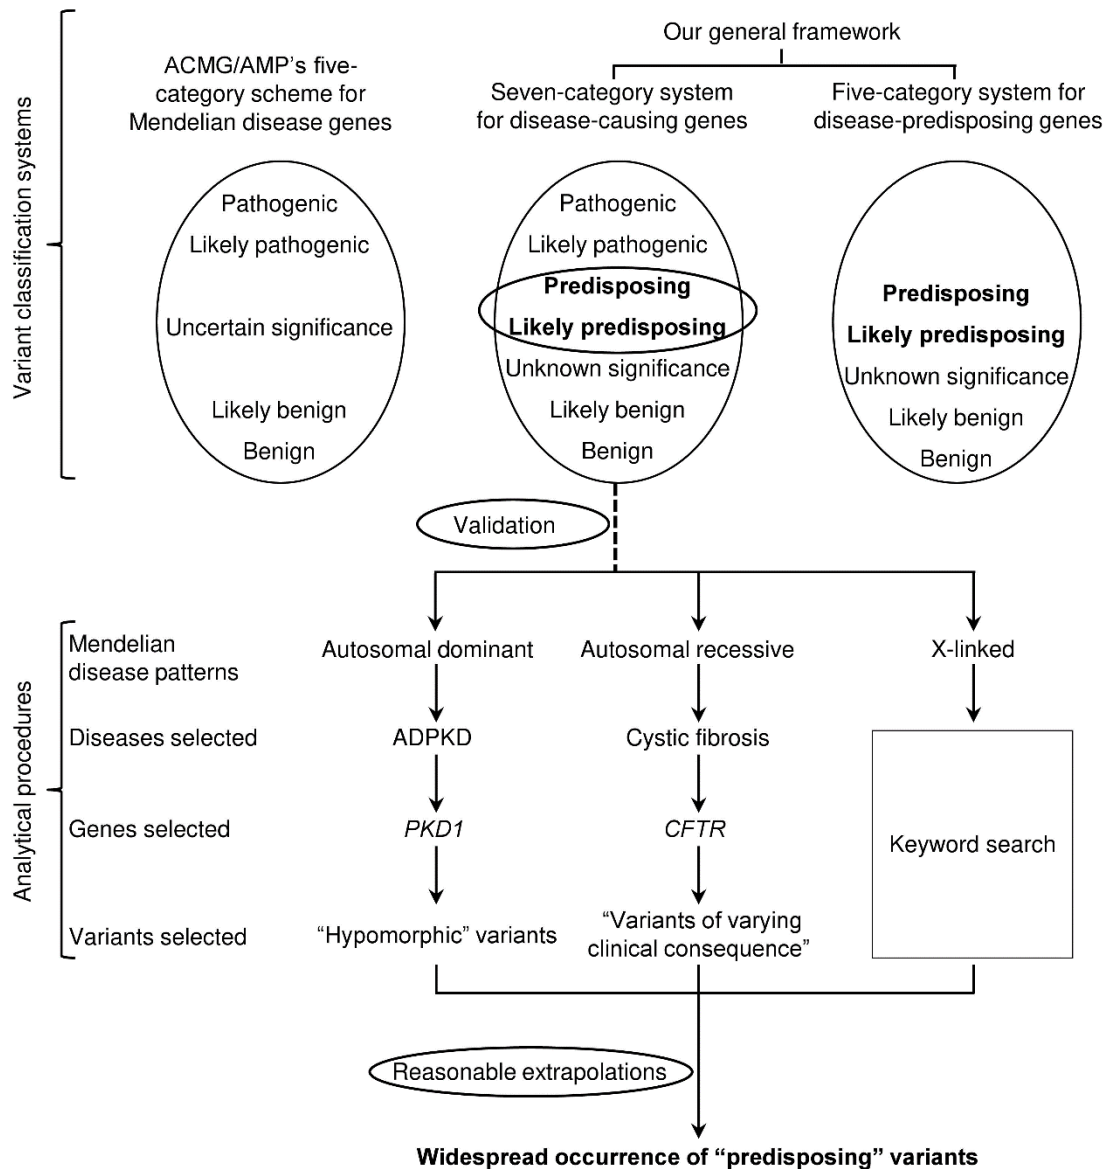 Our general framework
ACMG/AMP's five-
category scheme for
Mendelian disease genes
Seven-category system
for disease-causing genes
Five-category system for
disease-predisposing genes
Variant classification systems
Pathogenic
Likely pathogenic
Uncertain significance
Likely benign
Benign
Pathogenic
Likely pathogenic
Predisposing
Likely predisposing
Unknown significance
Likely benign
Benign
Predisposing
Likely predisposing
Unknown significance
Likely benign
Benign
Validation
Analytical procedures
Mendelian
disease patterns
Autosomal dominant
Autosomal recessive
X-linked
Diseases selected
ADPKD
Cystic fibrosis
Genes selected
PKD1
CFTR
Keyword search
Variants selected
"Hypomorphic" variants
“Variants of varying
clinical consequence”
Reasonable extrapolations
Widespread occurrence of “predisposing” variants